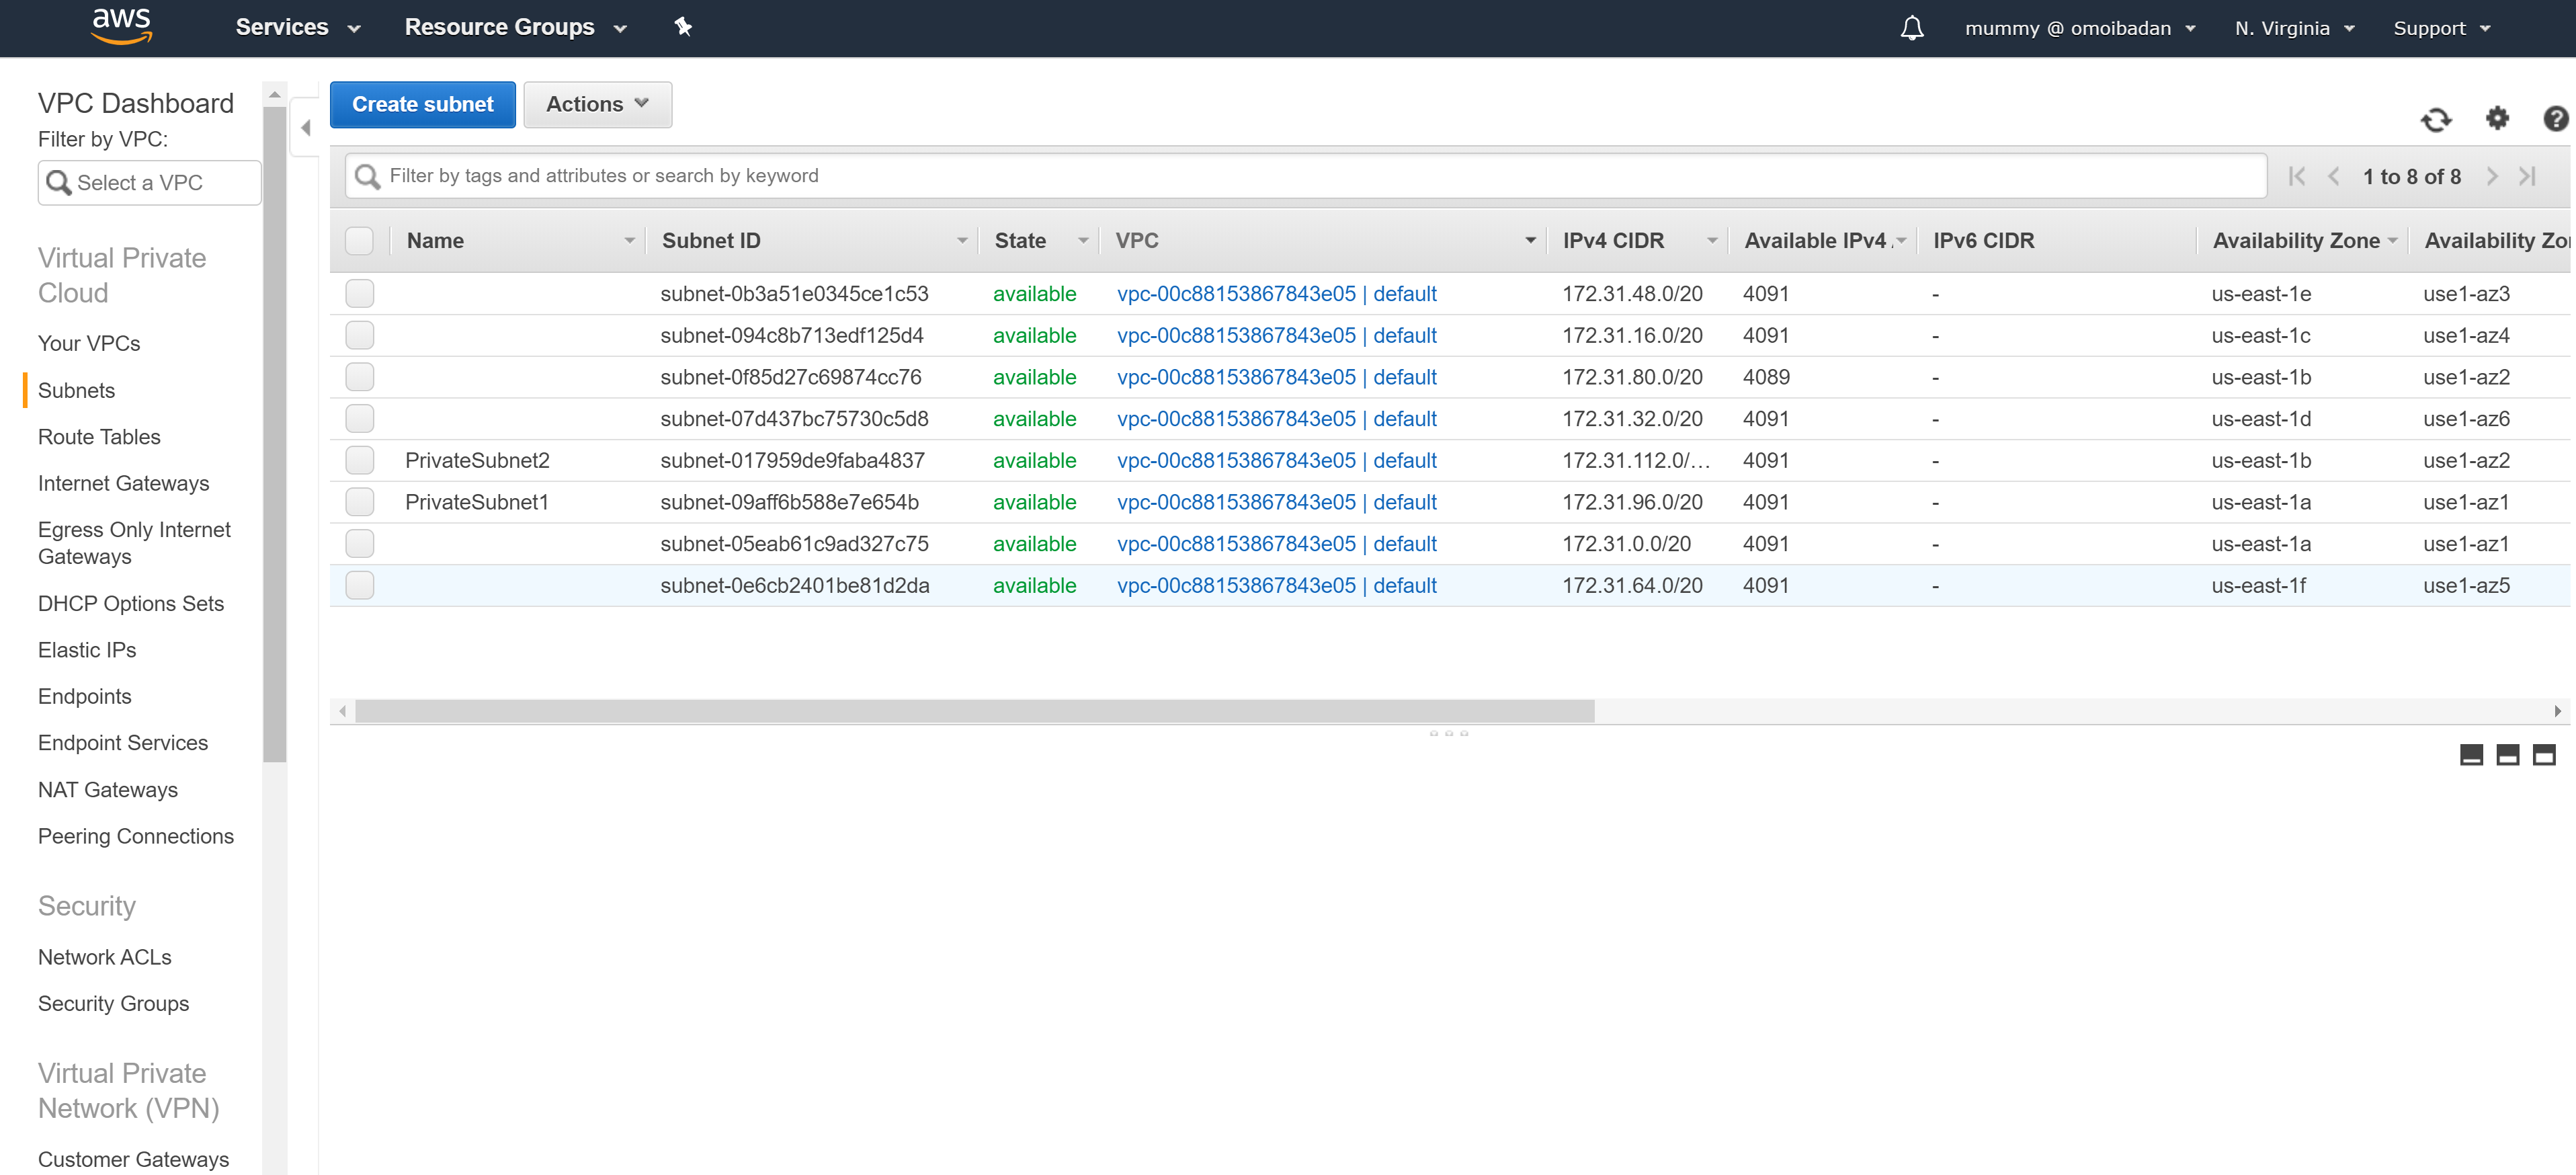 aws Services Resource Groups mummy @ omoibadan N. Virginia Support
VPC Dashboard
Filter by VPC:
Select a VPC
Virtual Private
Cloud
Your VPCs
Subnets
Route Tables
Internet Gateways
Egress Only Internet
Gateways
DHCP Options Sets
Elastic IPs
Endpoints
Endpoint Services
NAT Gateways
Peering Connections
Security
Network ACLs
Security Groups
Virtual Private
Network (VPN)
Customer Gateways
Create subnet Actions
Filter by tags and attributes or search by keyword 1 to 8 of 8
Name Subnet ID State VPC IPv4 CIDR Available IPv4 IPv6 CIDR Availability Zone Availability Zo
subnet-0b3a51e0345ce1c53 available vpc-00c88153867843e05 | default 172.31.48.0/20 4091 - us-east-1e use1-az3
subnet-094c8b713edf125d4 available vpc-00c88153867843e05 | default 172.31.16.0/20 4091 - us-east-1c use1-az4
subnet-0f85d27c69874cc76 available vpc-00c88153867843e05 | default 172.31.80.0/20 4089 - us-east-1b use1-az2
subnet-07d437bc75730c5d8 available vpc-00c88153867843e05 | default 172.31.32.0/20 4091 - us-east-1d use1-az6
PrivateSubnet2 subnet-017959de9faba4837 available vpc-00c88153867843e05 | default 172.31.112.0/... 4091 - us-east-1b use1-az2
PrivateSubnet1 subnet-09aff6b588e7e654b available vpc-00c88153867843e05 | default 172.31.96.0/20 4091 - us-east-1a use1-az1
subnet-05eab61c9ad327c75 available vpc-00c88153867843e05 | default 172.31.0.0/20 4091 - us-east-1a use1-az1
subnet-0e6cb2401be81d2da available vpc-00c88153867843e05 | default 172.31.64.0/20 4091 - us-east-1f use1-az5